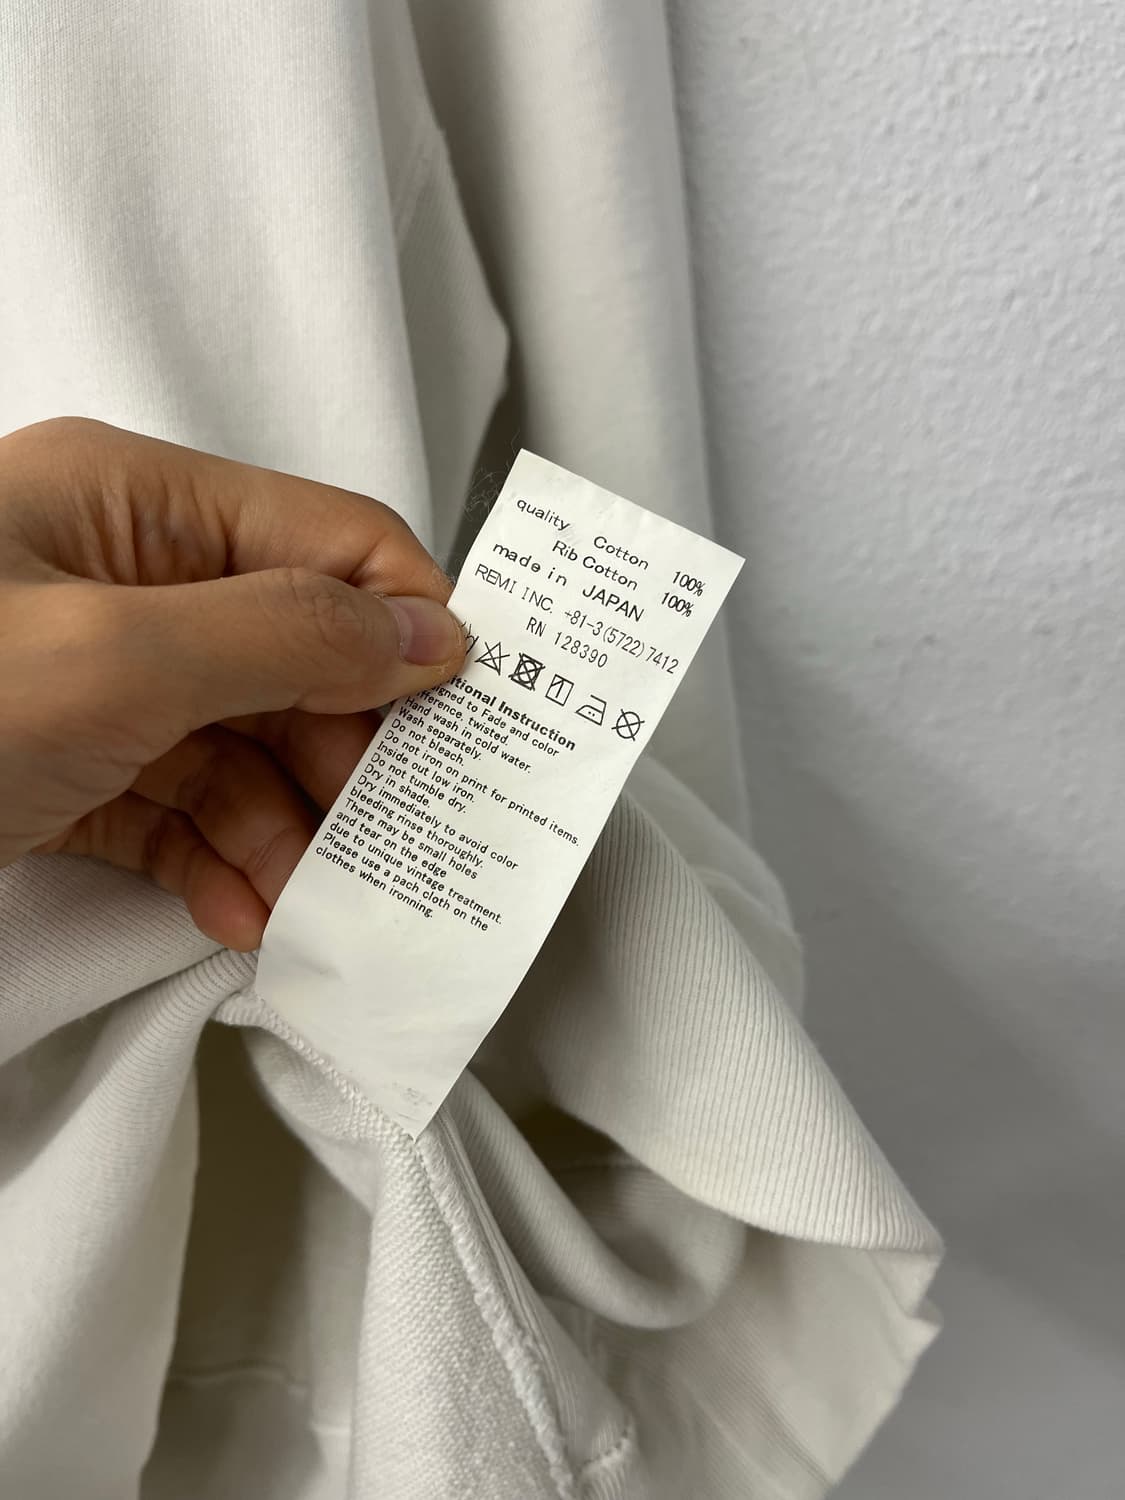 quality Cotton 100%
Rib Cotton 100%
made in JAPAN
REMI INC. +81-3(5722)7412
RN 128390
Instruction
to Fade and color
twisted.
Hand wash in cold water.
Wash separately.
Do not bleach.
Do not iron on print for printed items.
Inside out low iron.
Do not tumble dry.
Dry in shade.
Dry immediately to avoid color
bleeding rinse thoroughly.
There may be small holes
and tear on the edge
due to unique vintage treatment.
Please use a pach cloth on the
clothes when ironning.